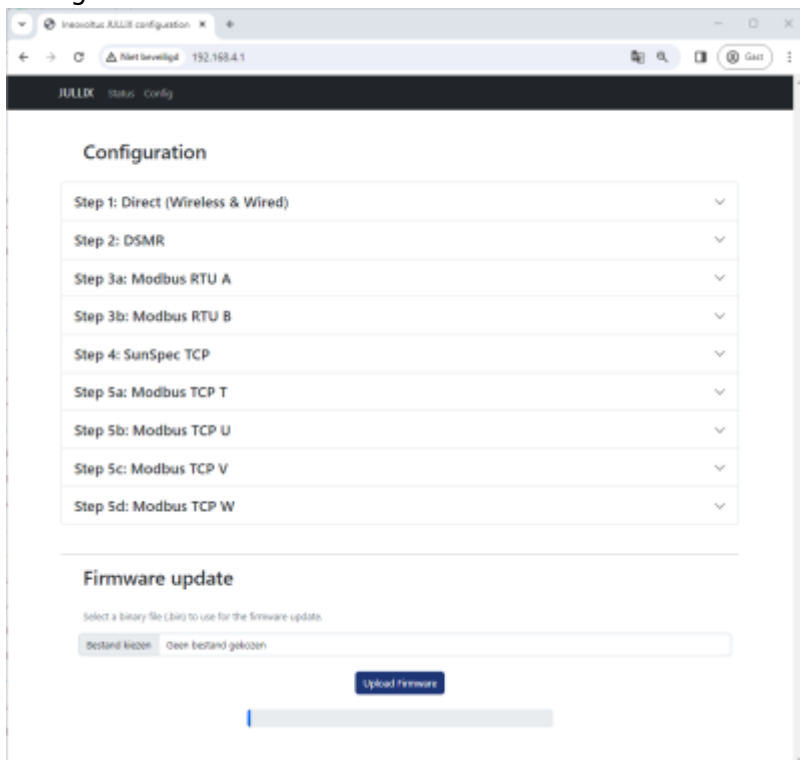 Ineovoltus JULLIX configuration
Niet beveiligd 192.168.4.1
Gast
JULLIX Status Config
Configuration
Step 1: Direct (Wireless & Wired)
Step 2: DSMR
Step 3a: Modbus RTU A
Step 3b: Modbus RTU B
Step 4: SunSpec TCP
Step 5a: Modbus TCP T
Step 5b: Modbus TCP U
Step 5c: Modbus TCP V
Step 5d: Modbus TCP W
Firmware update
Select a binary file (.bin) to use for the firmware update.
Bestand kiezen Geen bestand gekozen
Upload Firmware